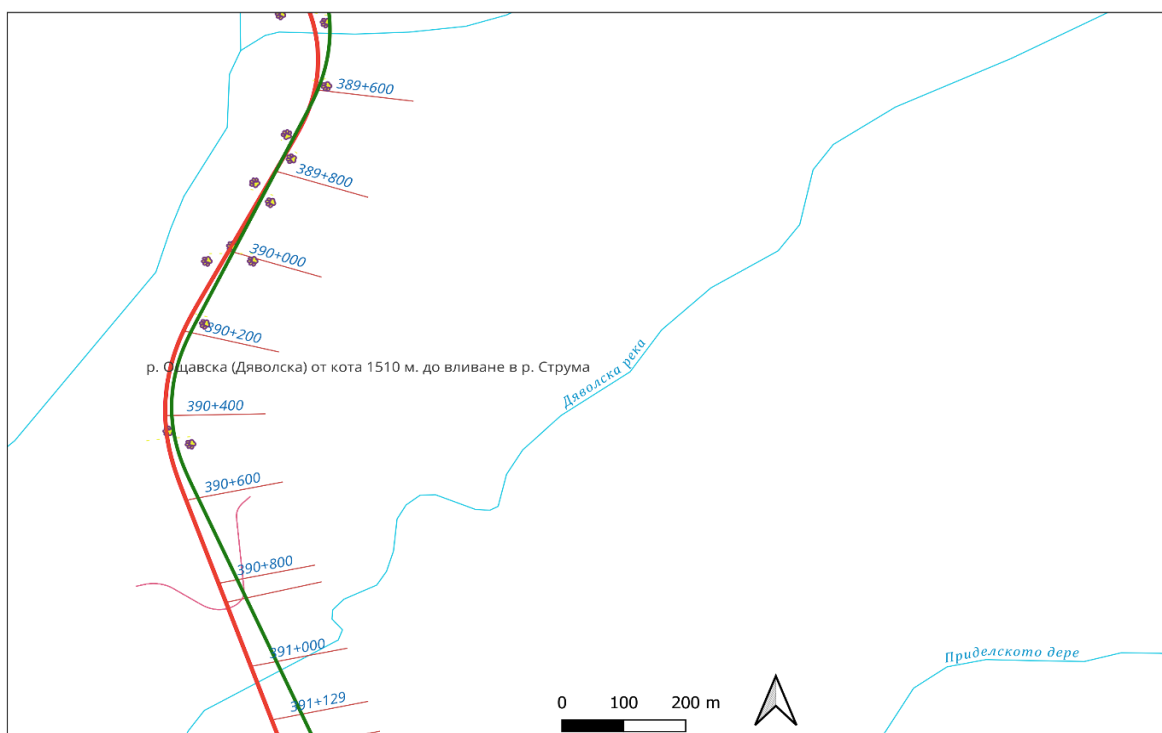 389+600
389+800
390+000
390+200
р. Ощавска (Дяволска) от кота 1510 м. до вливане в р. Струма
Дяволска река
390+400
390+600
390+800
391+000
Приделското дере
391+129
0 100 200 m